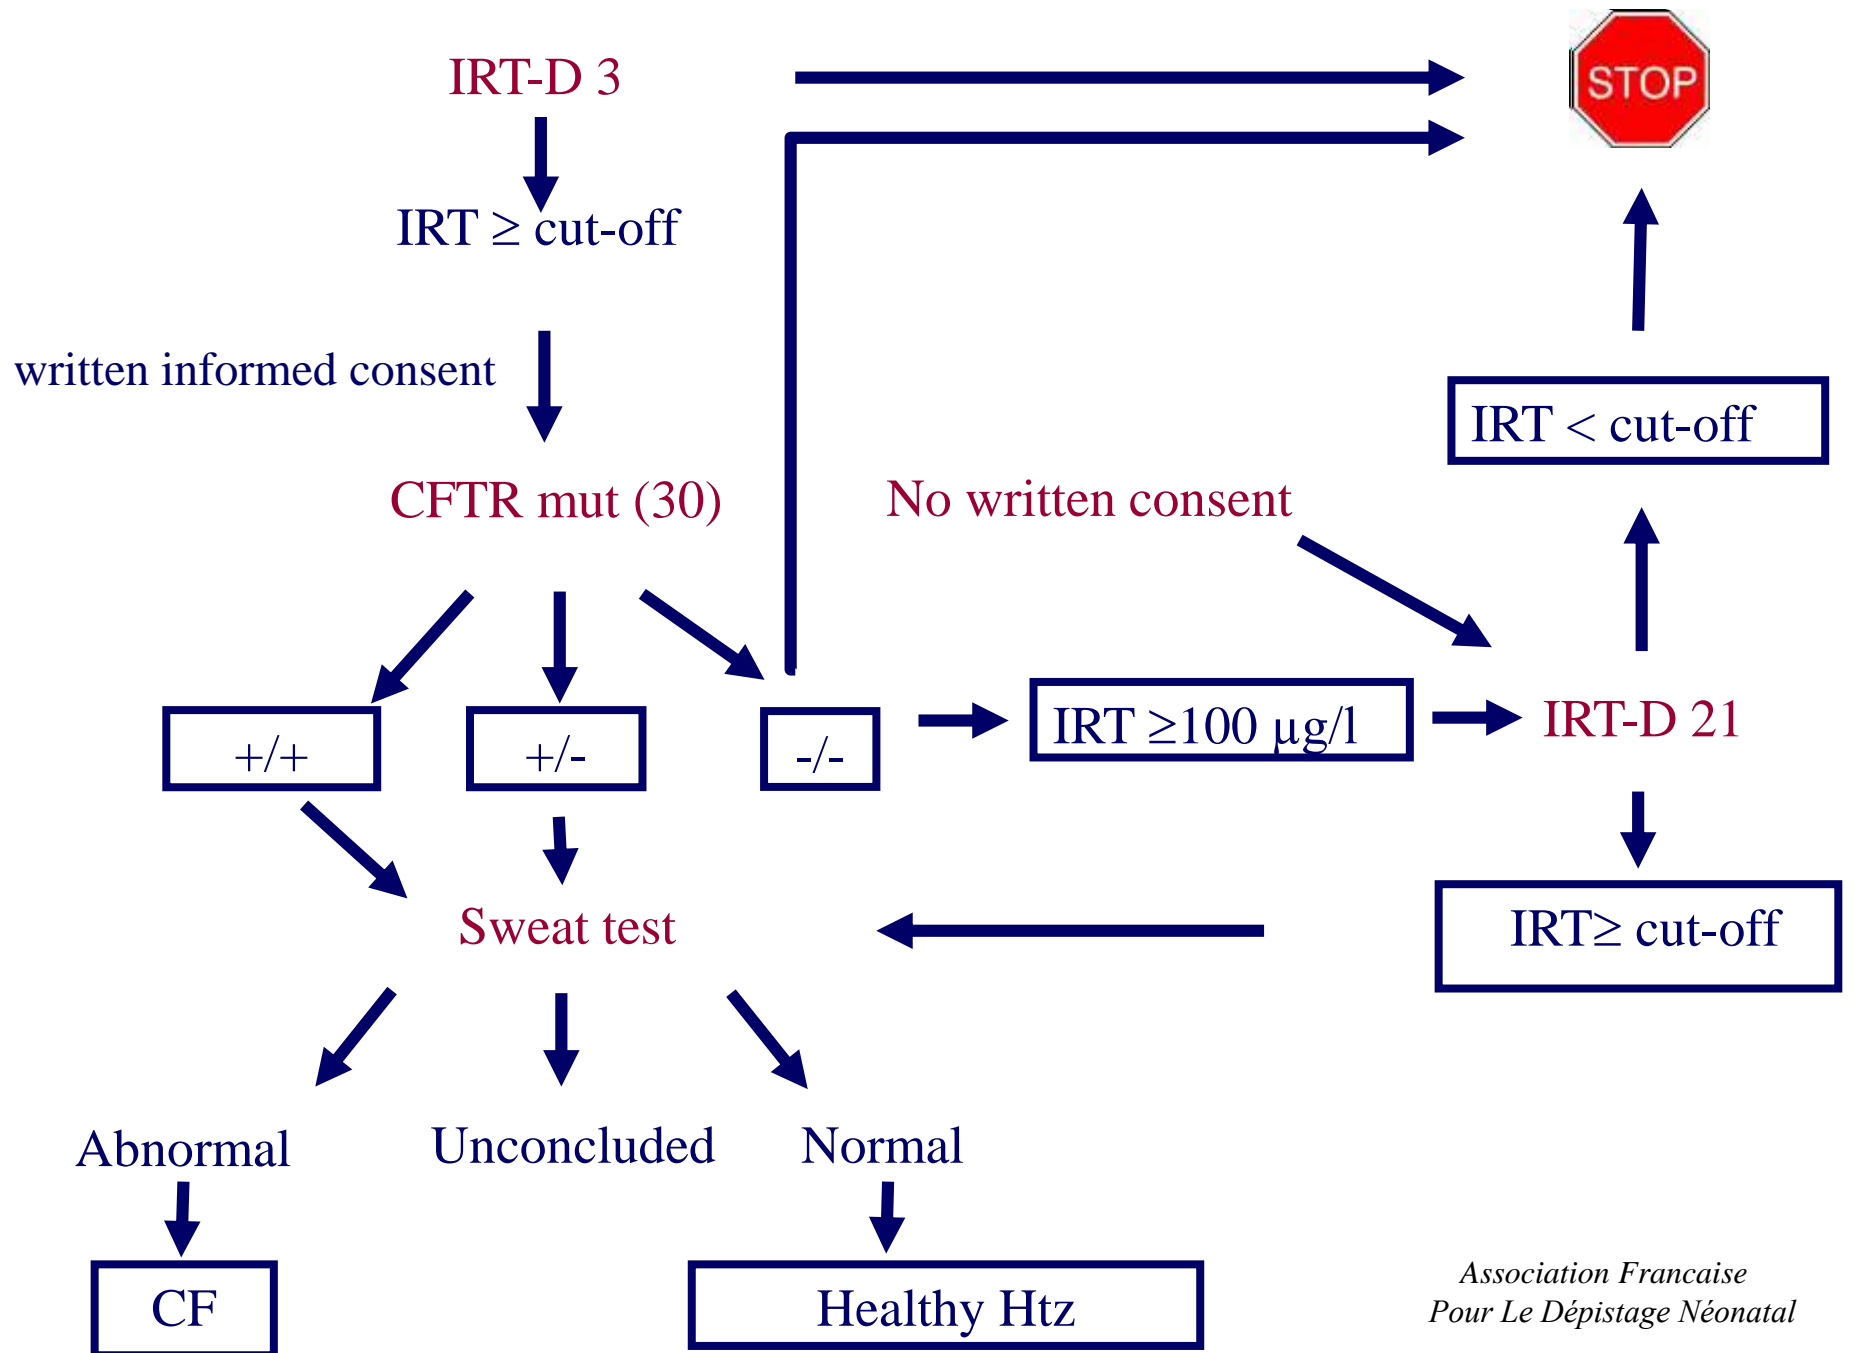 IRT-D 3
STOP
IRT ≥ cut-off
written informed consent
IRT < cut-off
CFTR mut (30)
No written consent
+/+
+/-
-/-
IRT ≥100 µg/l
IRT-D 21
Sweat test
IRT≥ cut-off
Abnormal
Unconcluded
Normal
CF
Healthy Htz
Association Francaise
Pour Le Dépistage Néonatal